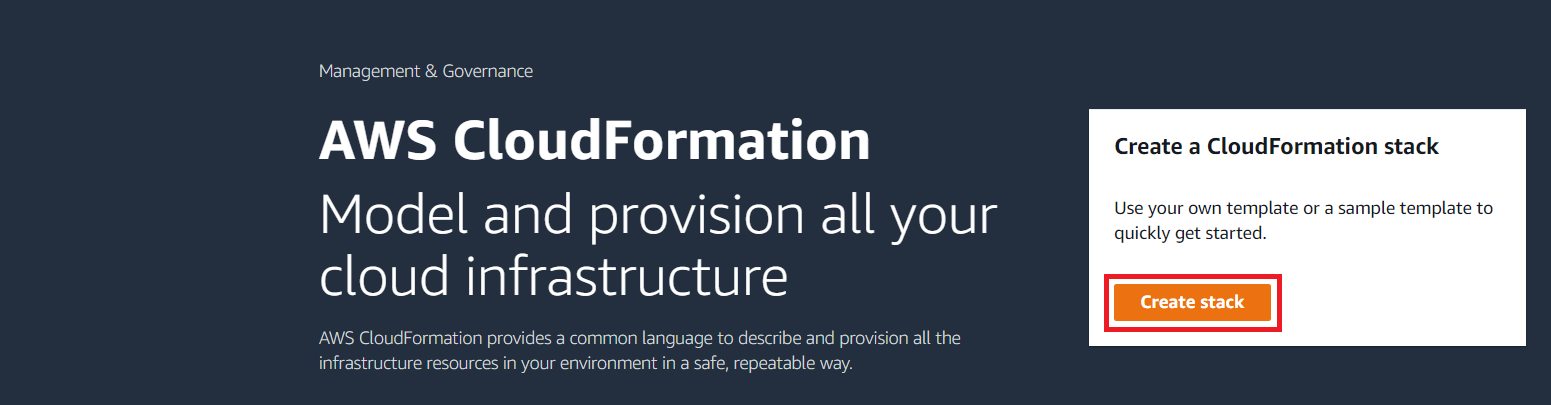 Management & Governance
AWS CloudFormation
Model and provision all your
cloud infrastructure
AWS CloudFormation provides a common language to describe and provision all the
infrastructure resources in your environment in a safe, repeatable way.
Create a CloudFormation stack
Use your own template or a sample template to
quickly get started.
Create stack